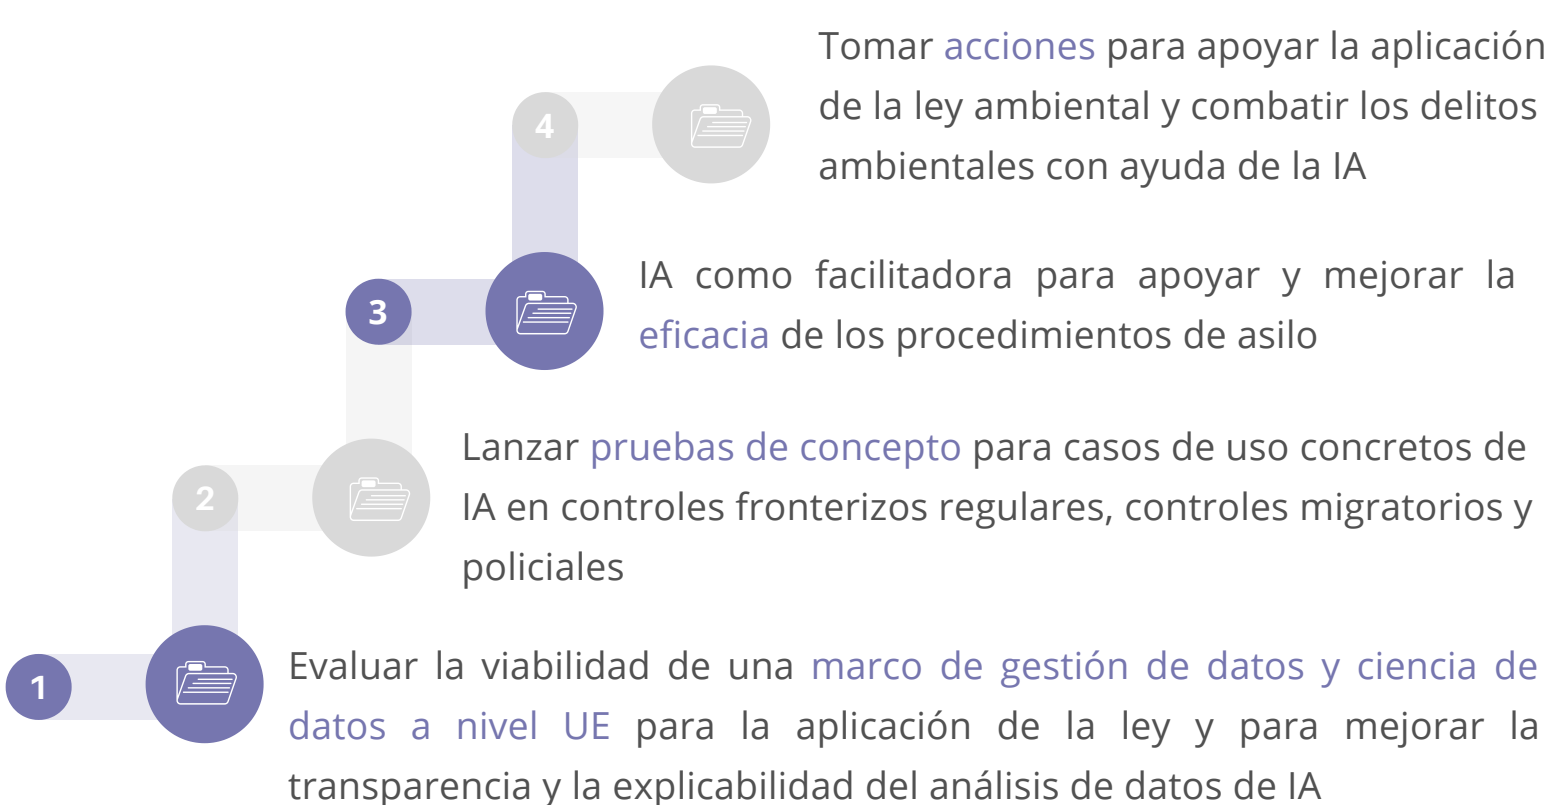 4
Tomar acciones para apoyar la aplicación
de la ley ambiental y combatir los delitos
ambientales con ayuda de la IA
3
IA como facilitadora para apoyar y mejorar la
eficacia de los procedimientos de asilo
2
Lanzar pruebas de concepto para casos de uso concretos de
IA en controles fronterizos regulares, controles migratorios y
policiales
1
Evaluar la viabilidad de una marco de gestión de datos y ciencia de
datos a nivel UE para la aplicación de la ley y para mejorar la
transparencia y la explicabilidad del análisis de datos de IA